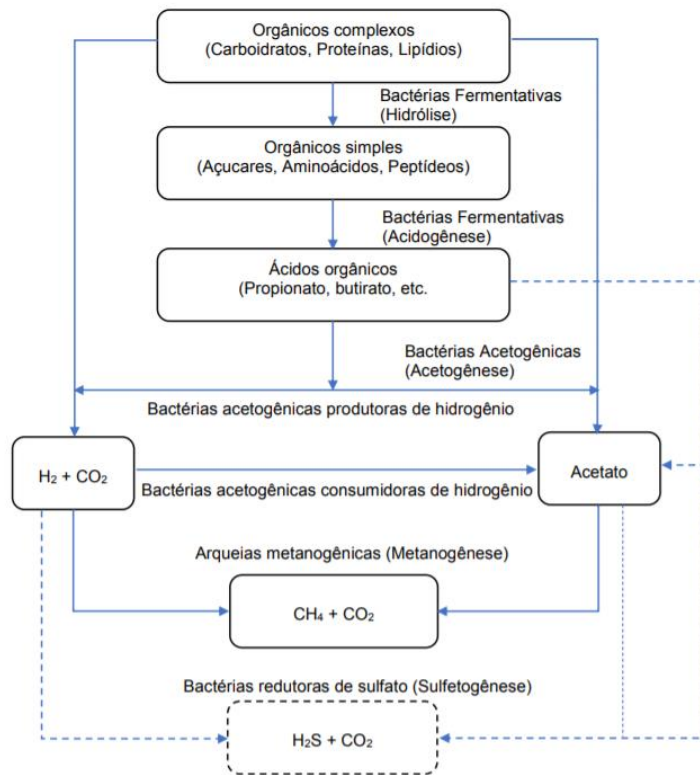 Orgânicos complexos
(Carboidratos, Proteínas, Lipídios)
Bactérias Fermentativas
(Hidrólise)
Orgânicos simples
(Açucares, Aminoácidos, Peptídeos)
Bactérias Fermentativas
(Acidogênese)
Ácidos orgânicos
(Propionato, butirato, etc.
Bactérias Acetogênicas
(Acetogênese)
Bactérias acetogênicas produtoras de hidrogênio
H₂ + CO₂
Acetato
Bactérias acetogênicas consumidoras de hidrogênio
Arqueias metanogênicas (Metanogênese)
CH₄ + CO₂
Bactérias redutoras de sulfato (Sulfetogênese)
H₂S + CO₂